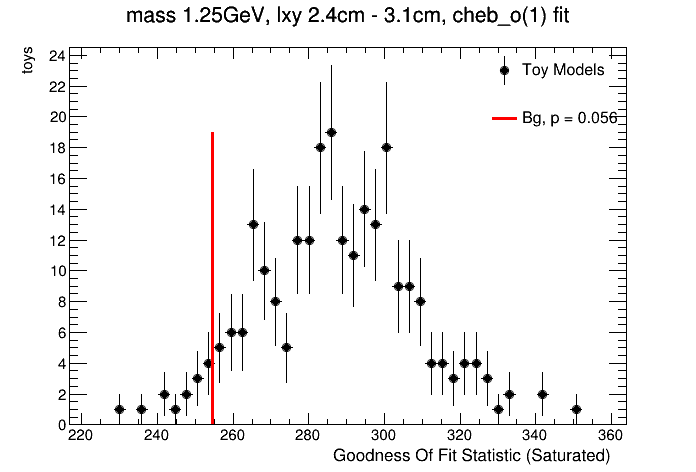 mass 1.25GeV, lxy 2.4cm - 3.1cm, cheb_o(1) fit
toys
24
22
20
18
16
14
12
10
8
6
4
2
0
Toy Models
Bg, p = 0.056
220 240 260 280 300 320 340 360
Goodness Of Fit Statistic (Saturated)